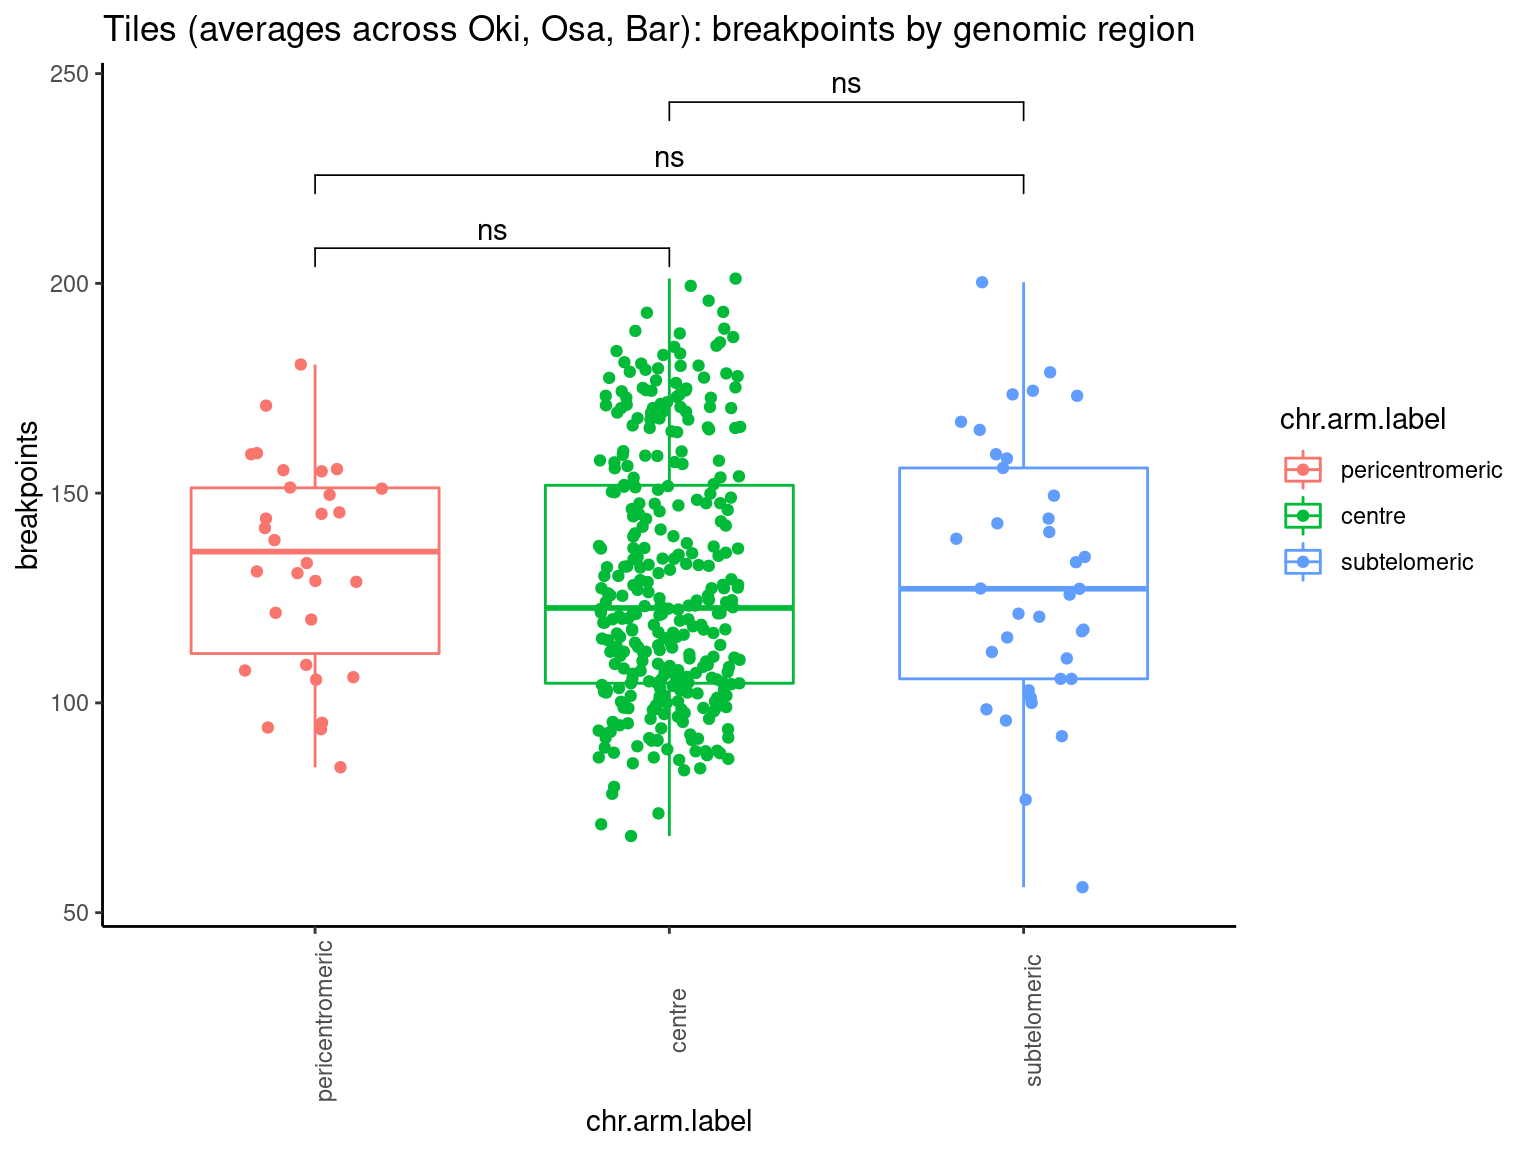 Tiles (averages across Oki, Osa, Bar): breakpoints by genomic region
250
200
150
100
50
breakpoints
ns
ns
ns
pericentromeric
centre
subtelomeric
chr.arm.label
chr.arm.label
pericentromeric
centre
subtelomeric